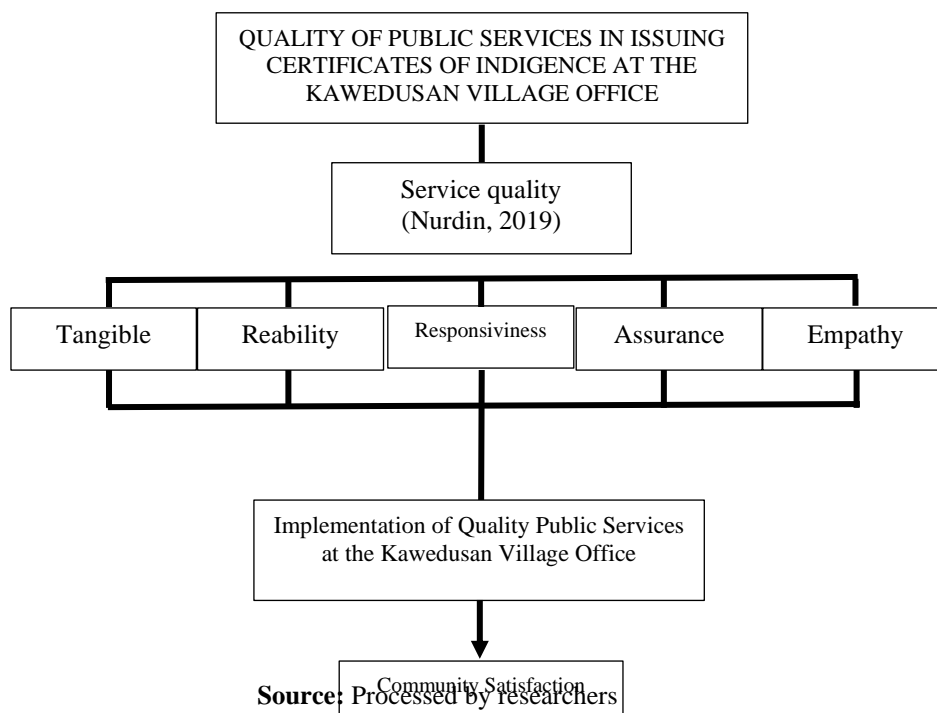 QUALITY OF PUBLIC SERVICES IN ISSUING
CERTIFICATES OF INDIGENCE AT THE
KAWEDUSAN VILLAGE OFFICE
Service quality
(Nurdin, 2019)
Tangible
Reability
Responsiviness
Assurance
Empathy
Implementation of Quality Public Services
at the Kawedusan Village Office
Community Satisfaction
Source: Processed by researchers